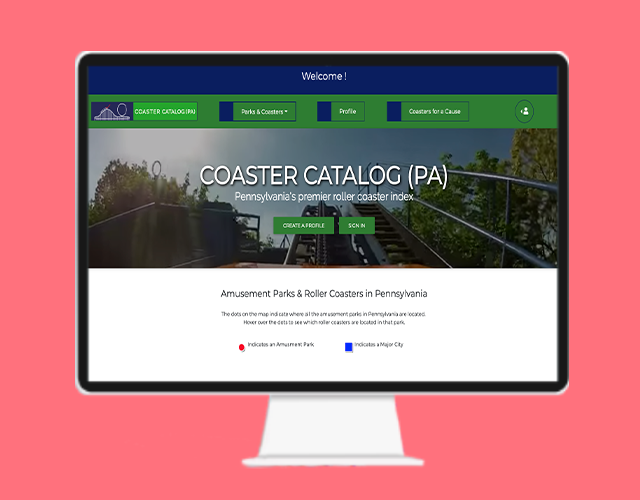 Welcome !
COASTER CATALOG (PA)
Parks & Coasters
Profile
Coasters for a Cause
COASTER CATALOG (PA)
Pennsylvania's premier roller coaster index
CREATE A PROFILE
SIGN IN
Amusement Parks & Roller Coasters in Pennsylvania
The dots on the map indicate where all the amusement parks in Pennsylvania are located.
Hover over the dots to see which roller coasters are located in that park.
Indicates an Amusment Park
Indicates a Major City